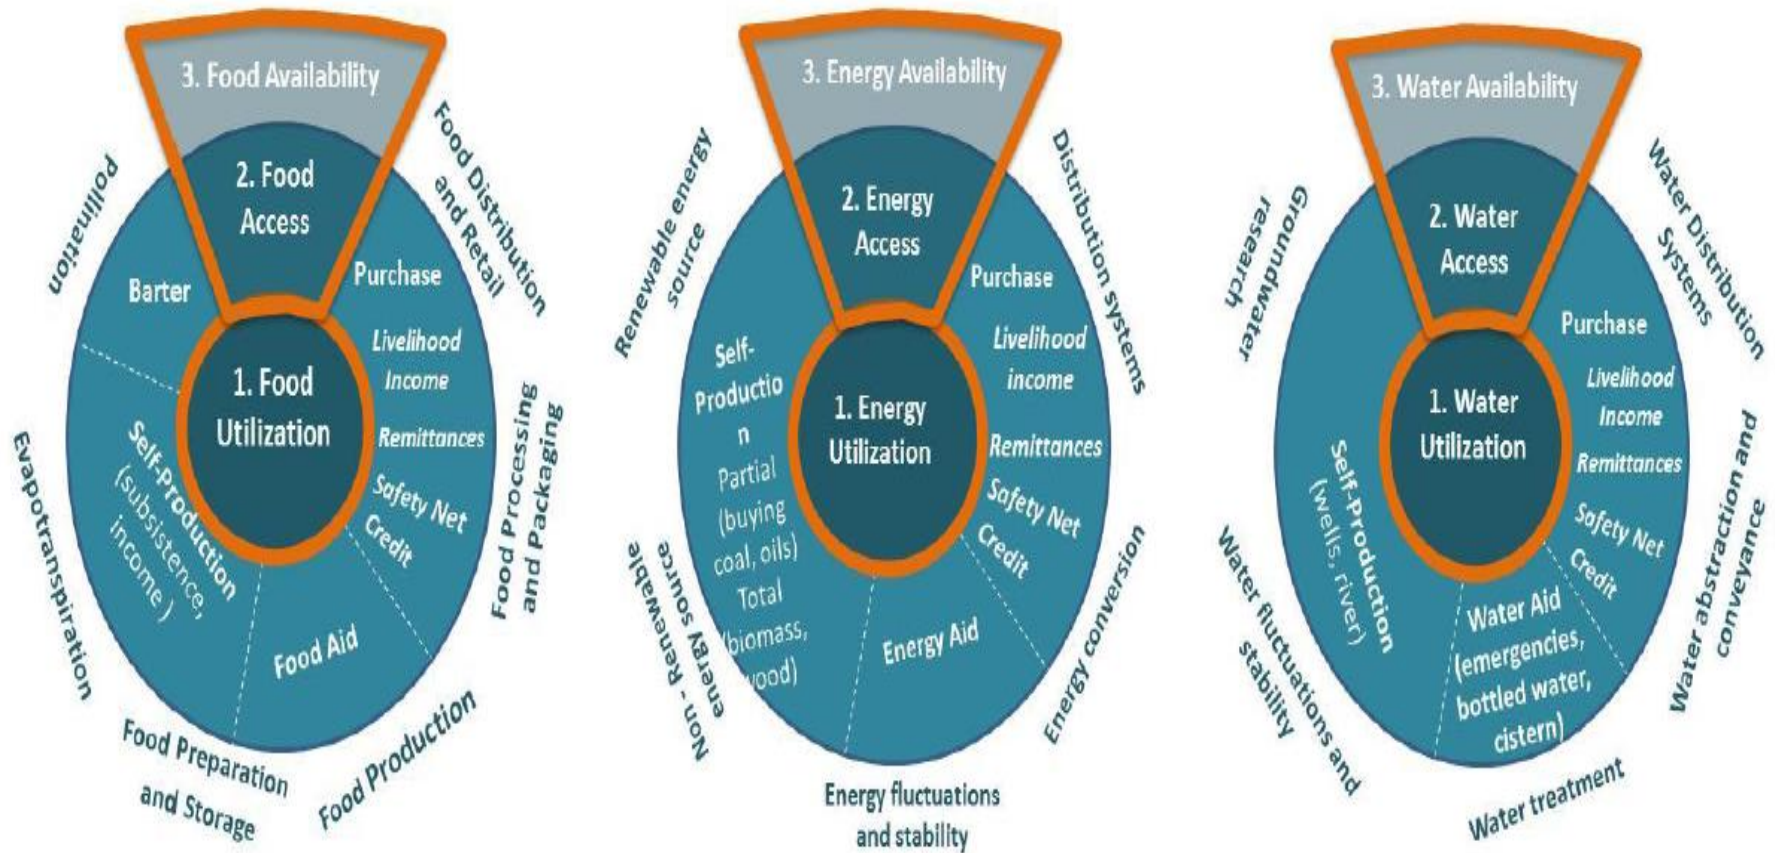 3. Food Availability
2. Food
Access
1. Food
Utilization
Barter
Purchase
Livelihood
Income
Remittances
Safety Net
Credit
Food Aid
Self-Production
(subsistence,
income )
Pollination
Food Distribution
and Retail
Food Processing
and Packaging
Food Production
Food Preparation
and Storage
Evapotranspiration
3. Energy Availability
2. Energy
Access
1. Energy
Utilization
Purchase
Livelihood
income
Remittances
Safety Net
Credit
Energy Aid
Self-
Productio
n
Partial
(buying
coal, oils)
Total
(biomass,
wood)
Renewable energy
source
Distribution systems
Energy conversion
Energy fluctuations
and stability
Non - Renewable
energy source
3. Water Availability
2. Water
Access
1. Water
Utilization
Purchase
Livelihood
Income
Remittances
Safety Net
Credit
Water Aid
(emergencies,
bottled water,
cistern)
Self-Production
(wells, river)
Groundwater
research
Water Distribution
Systems
Water abstraction and
conveyance
Water treatment
Water fluctuations and
stability